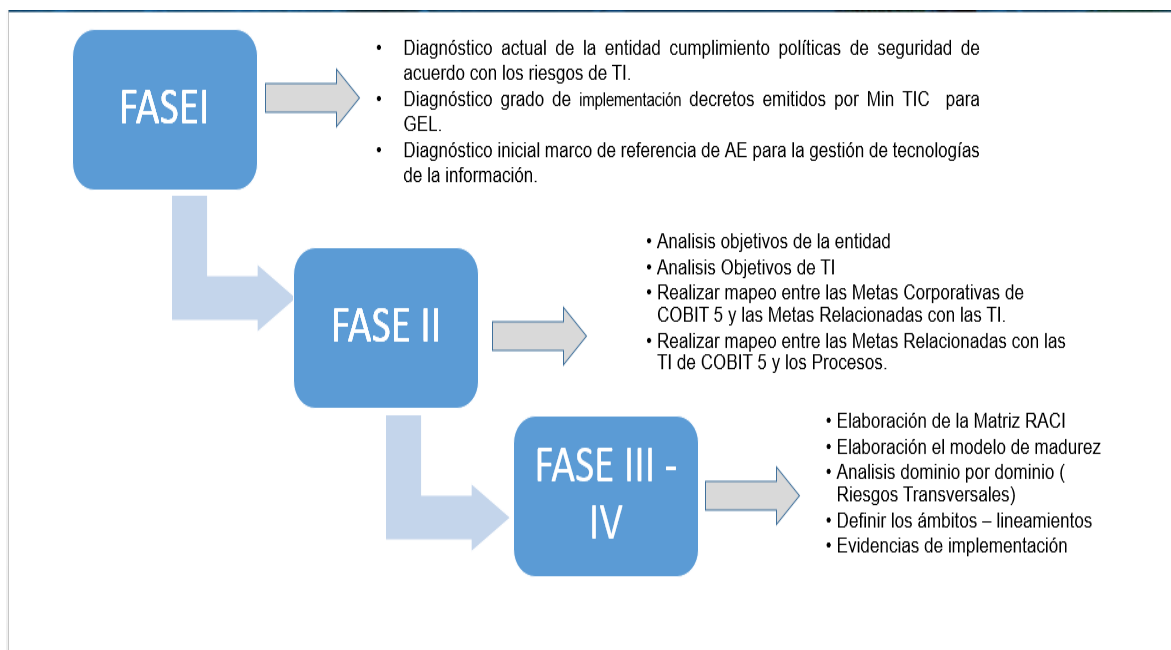 FASEI
• Diagnóstico actual de la entidad cumplimiento políticas de seguridad de
acuerdo con los riesgos de TI.
• Diagnóstico grado de implementación decretos emitidos por Min TIC para
GEL.
• Diagnóstico inicial marco de referencia de AE para la gestión de tecnologías
de la información.
FASE II
• Analisis objetivos de la entidad
• Analisis Objetivos de TI
• Realizar mapeo entre las Metas Corporativas de
COBIT 5 y las Metas Relacionadas con las TI.
• Realizar mapeo entre las Metas Relacionadas con las
TI de COBIT 5 y los Procesos.
FASE III -
IV
• Elaboración de la Matriz RACI
• Elaboración el modelo de madurez
• Analisis dominio por dominio (
Riesgos Transversales)
• Definir los ámbitos – lineamientos
• Evidencias de implementación